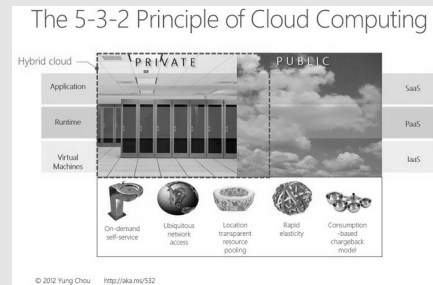 The 5-3-2 Principle of Cloud Computing
Hybrid cloud
PRIVATE
PUBLIC
Application
SaaS
Runtime
PaaS
Virtual
Machines
IaaS
On-demand
self-service
Ubiquitous
network
access
Location
transparent
resource
pooling
Rapid
elasticity
Consumption
-based
chargeback
model
© 2012 Yung Chou http://aka.ms/532